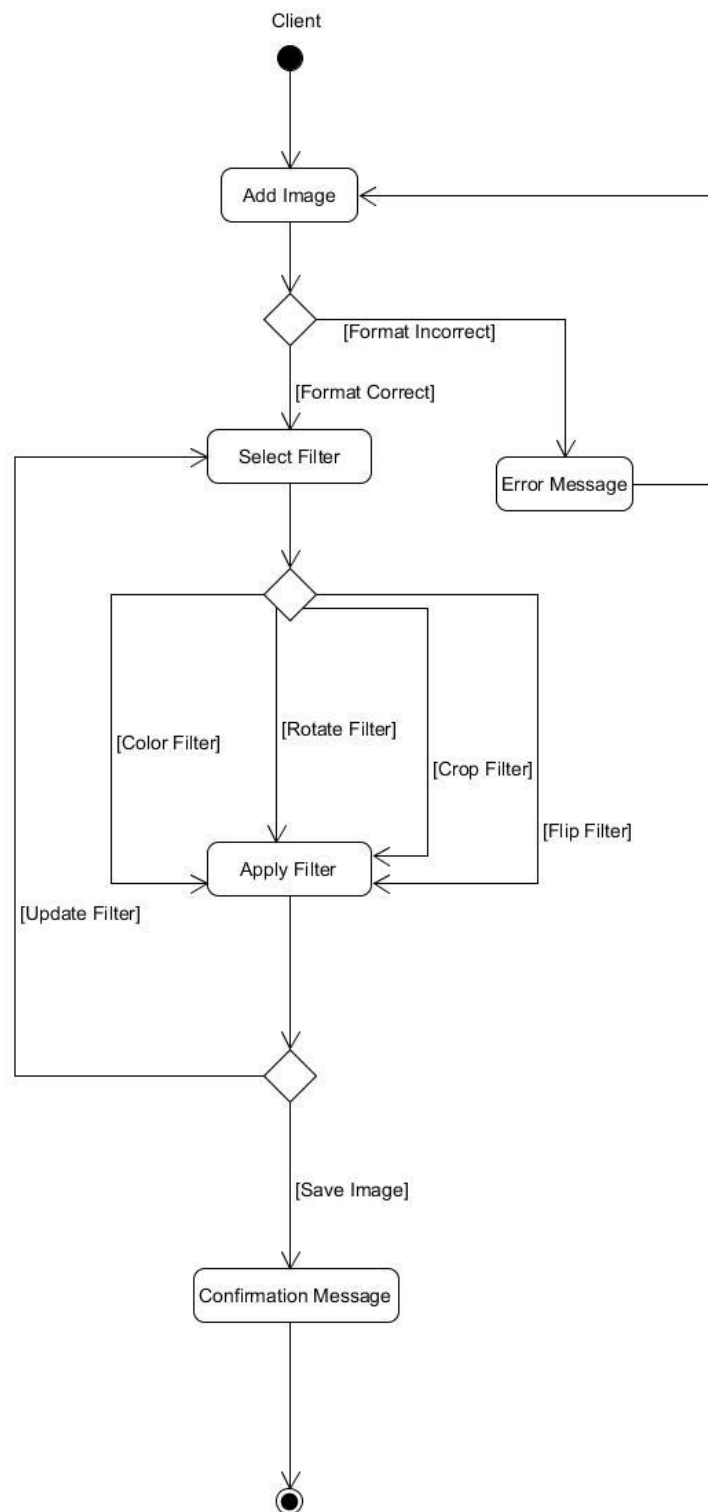 Client
Add Image
[Format Incorrect]
[Format Correct]
Select Filter
Error Message
[Color Filter]
[Rotate Filter]
[Crop Filter]
[Flip Filter]
Apply Filter
[Update Filter]
[Save Image]
Confirmation Message